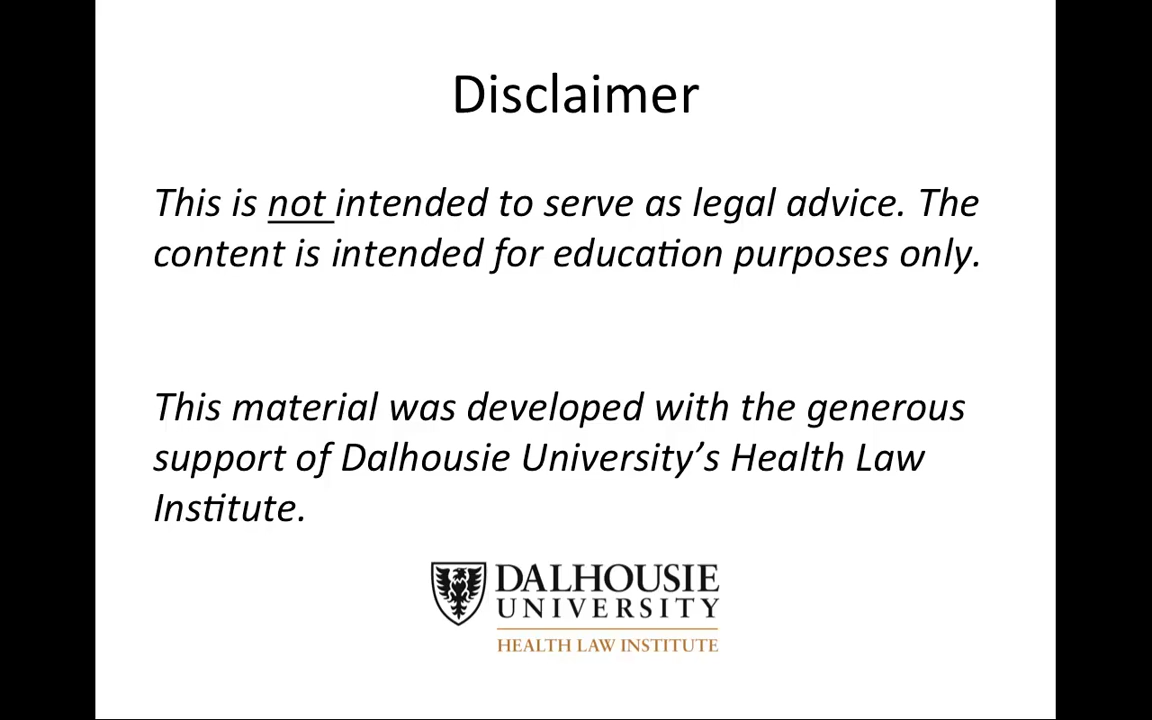 Disclaimer
This is not intended to serve as legal advice. The
content is intended for education purposes only.
This material was developed with the generous
support of Dalhousie University’s Health Law
Institute.
DALHOUSIE
UNIVERSITY
HEALTH LAW INSTITUTE